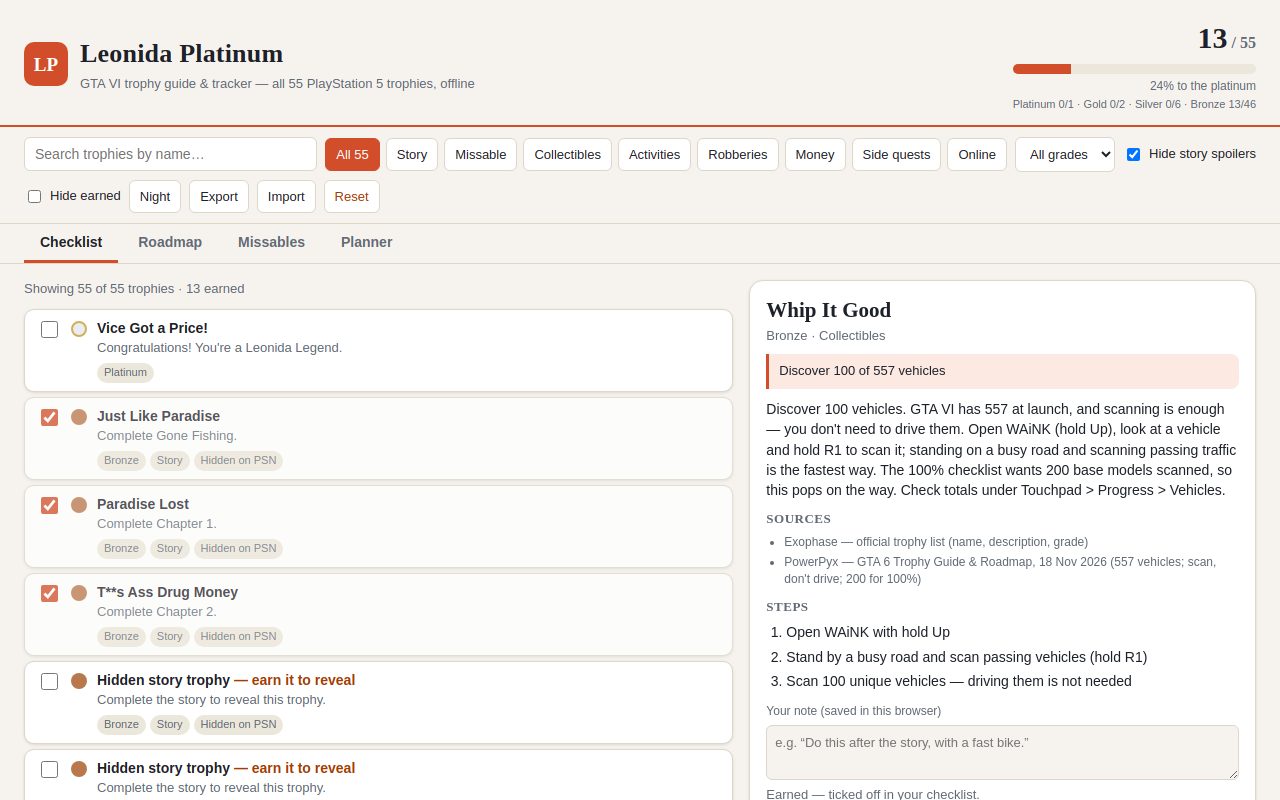 LP
Leonida Platinum
GTA VI trophy guide & tracker — all 55 PlayStation 5 trophies, offline
13 / 55
24% to the platinum
Platinum 0/1 · Gold 0/2 · Silver 0/6 · Bronze 13/46
Search trophies by name…
All 55
Story
Missable
Collectibles
Activities
Robberies
Money
Side quests
Online
All grades
Hide story spoilers
Hide earned
Night
Export
Import
Reset
Checklist
Roadmap
Missables
Planner
Showing 55 of 55 trophies · 13 earned
Vice Got a Price!
Congratulations! You're a Leonida Legend.
Platinum
Just Like Paradise
Complete Gone Fishing.
Bronze Story Hidden on PSN
Paradise Lost
Complete Chapter 1.
Bronze Story Hidden on PSN
T**s Ass Drug Money
Complete Chapter 2.
Bronze Story Hidden on PSN
Hidden story trophy — earn it to reveal
Complete the story to reveal this trophy.
Bronze Story Hidden on PSN
Hidden story trophy — earn it to reveal
Complete the story to reveal this trophy.
Whip It Good
Bronze · Collectibles
Discover 100 of 557 vehicles
Discover 100 vehicles. GTA VI has 557 at launch, and scanning is enough
— you don't need to drive them. Open WAiNK (hold Up), look at a vehicle
and hold R1 to scan it; standing on a busy road and scanning passing traffic
is the fastest way. The 100% checklist wants 200 base models scanned, so
this pops on the way. Check totals under Touchpad > Progress > Vehicles.
SOURCES
• Exophase — official trophy list (name, description, grade)
• PowerPyx — GTA 6 Trophy Guide & Roadmap, 18 Nov 2026 (557 vehicles; scan,
don't drive; 200 for 100%)
STEPS
1. Open WAiNK with hold Up
2. Stand by a busy road and scan passing vehicles (hold R1)
3. Scan 100 unique vehicles — driving them is not needed
Your note (saved in this browser)
e.g. “Do this after the story, with a fast bike.”
Earned — ticked off in your checklist.